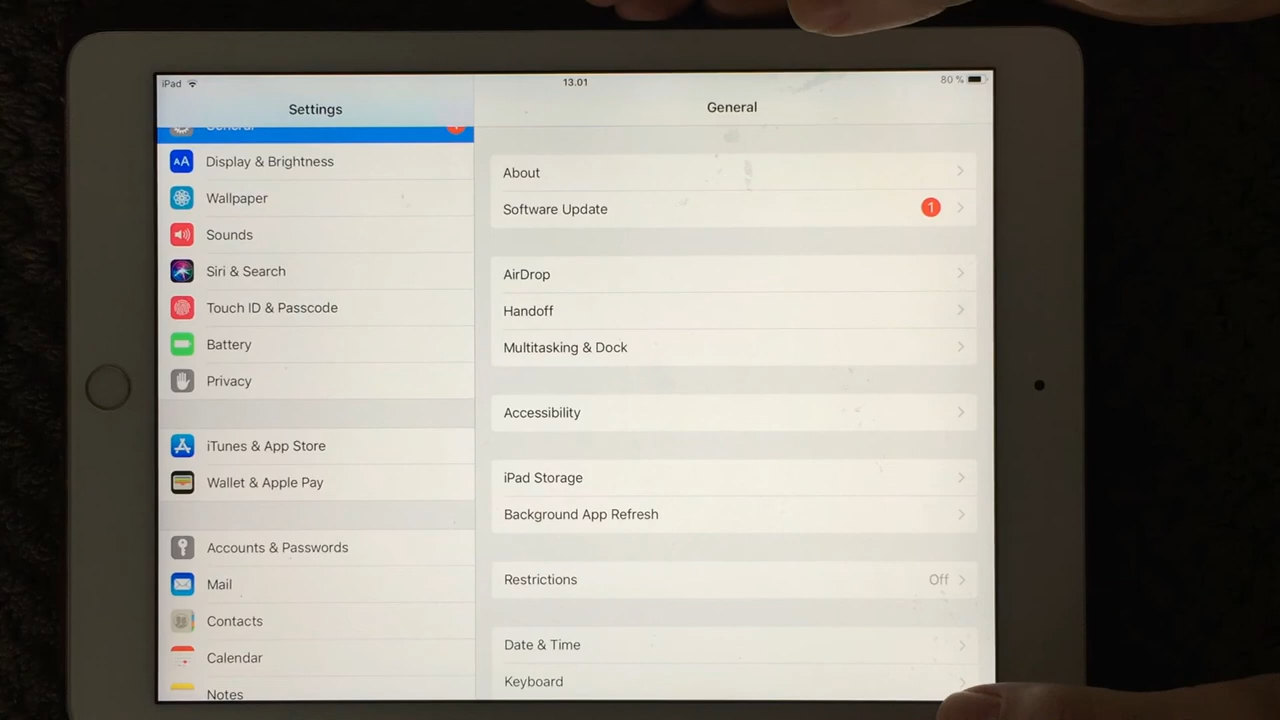 iPad
13.01
80 %
Settings
General
General
Display & Brightness
Wallpaper
Sounds
Siri & Search
Touch ID & Passcode
Battery
Privacy
iTunes & App Store
Wallet & Apple Pay
Accounts & Passwords
Mail
Contacts
Calendar
Notes
About
Software Update 1
AirDrop
Handoff
Multitasking & Dock
Accessibility
iPad Storage
Background App Refresh
Restrictions Off
Date & Time
Keyboard